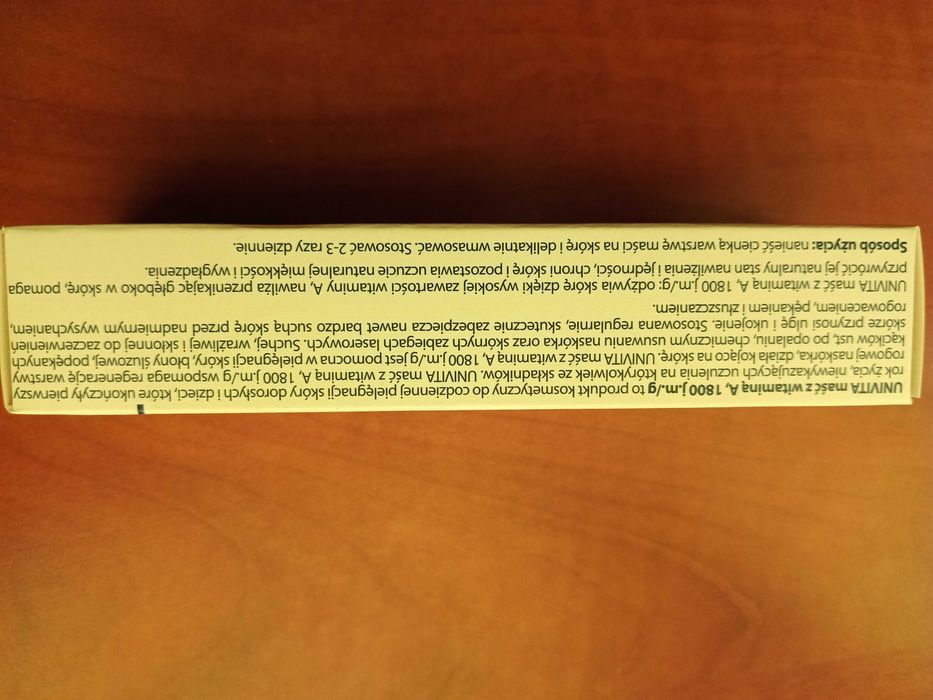 UNIVITA maść z witaminą A, 1800 j.m./g to produkt kosmetyczny do codziennej pielęgnacji skóry dorosłych i dzieci, które ukończyły pierwszy
rok życia, niewykazujących uczulenia na którykolwiek ze składników. UNIVITA maść z witaminą A, 1800 j.m./g wspomaga regenerację warstwy
rogowej naskórka, działa kojąco na skórę. UNIVITA maść z witaminą A, 1800 j.m./g jest pomocna w pielęgnacji skóry, błony śluzowej, popękanych
kącików ust, po opalaniu, chemicznym usuwaniu naskórka oraz skórnych zabiegach laserowych. Suchej, wrażliwej i skłonnej do zaczerwienień
skórze przynosi ulgę i ukojenie. Stosowana regularnie, skutecznie zabezpiecza nawet bardzo suchą skórę przed nadmiernym wysychaniem,
rogowaceniem, pękaniem i złuszczaniem.
UNIVITA maść z witaminą A, 1800 j.m./g: odżywia skórę dzięki wysokiej zawartości witaminy A, nawilża przenikając głęboko w skórę, pomaga
przywrócić jej naturalny stan nawilżenia i jędrności, chroni skórę i pozostawia uczucie naturalnej miękkości i wygładzenia.
Sposób użycia: nanieść cienką warstwę maści na skórę i delikatnie wmasować. Stosować 2-3 razy dziennie.